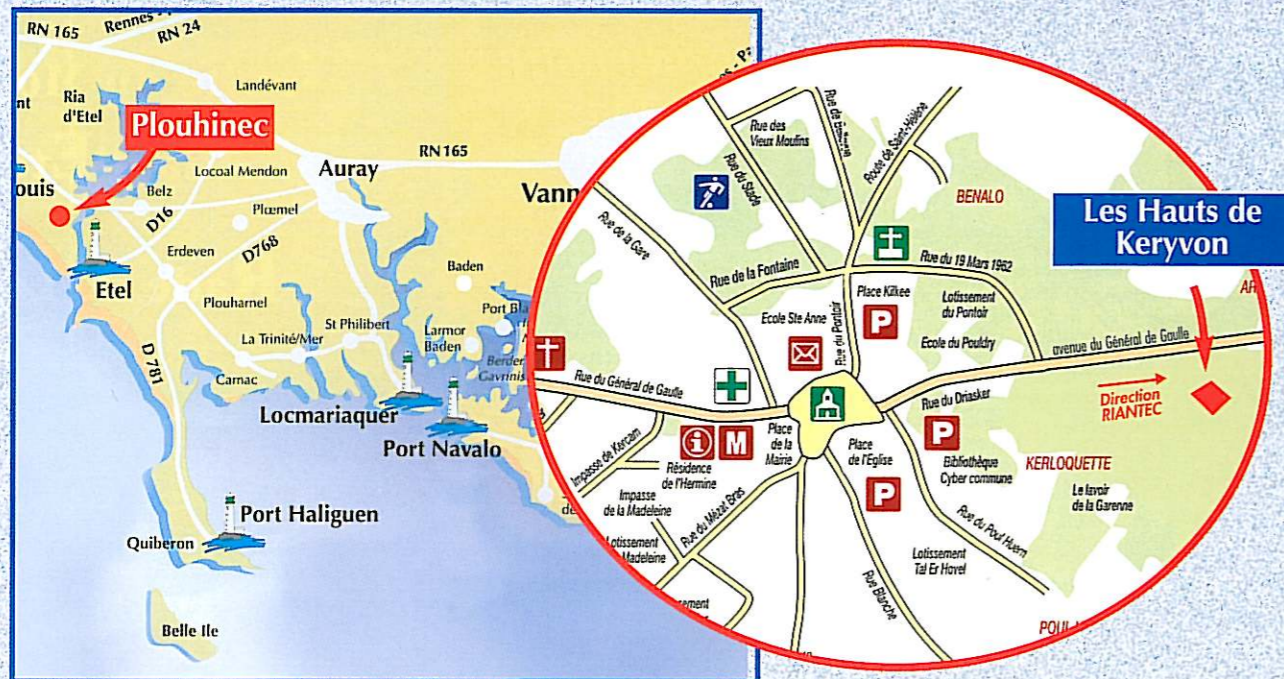 RN 165
Rennes
RN 24
Landévant
Ria
d'Etel
Plouhinec
Locoal Mendon
Auray
RN 165
Vann
ouis
Belz
D16
Plœmel
Erdeven
D768
Etel
Plouharnel
Baden
La Trinité/Mer
St Philibert
Larmor
Baden
Port Bla
Berder
Gavrinis
D 781
Carnac
Locmariaquer
Port Navalo
Port Haliguen
Quiberon
Belle Ile
Rue des
Vieux Moulins
Route de Saint-Hélène
Rue du Stade
BENALO
Les Hauts de
Keryvon
Rue de la Gare
Rue de la Fontaine
Rue du 19 Mars 1962
Place Kilkee
P
Lotissement
du Pontoir
Ecole Ste Anne
Rue du Pontoir
Ecole du Pouldry
avenue du Général de Gaulle
Rue du Général de Gaulle
Direction
RIANTEC
Rue du Driasker
P
i
M
Place
de la
Mairie
Place
de l'Eglise
Bibliothèque
Cyber commune
KERLOQUETTE
Impasse de Kercam
Résidence
de l'Hermine
Impasse
de la Madeleine
P
Le lavoir
de la Garenne
Rue du Mézat Bras
Rue du Poul Huern
Lotissement
Madeleine
Lotissement
Tal Er Hovel
Rue Blanche